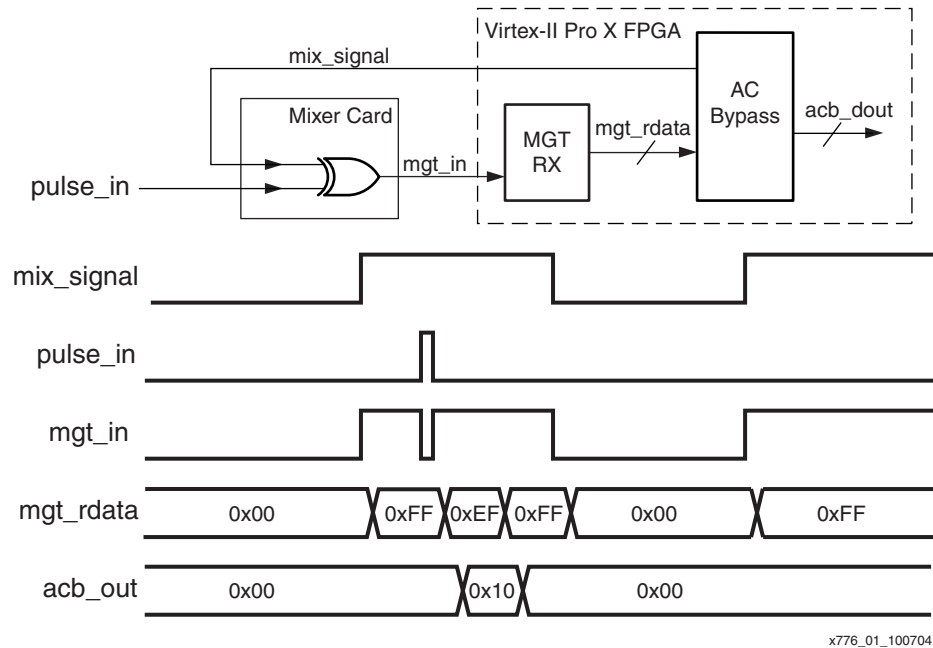 Virtex-II Pro X FPGA
mix_signal
Mixer Card
AC
Bypass
acb_dout
mgt_rdata
MGT
RX
mgt_in
pulse_in
mix_signal
pulse_in
mgt_in
mgt_rdata
0x00
0xFF
0xEF
0xFF
0x00
0xFF
acb_out
0x00
0x10
0x00
x776_01_100704